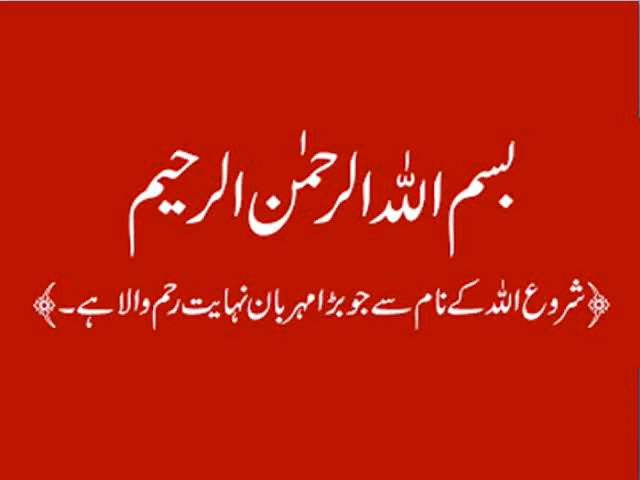 بسم اللہ الرحمٰن الرحیم
﴿شروع اللہ کے نام سے جو بڑا مہربان نہایت رحم والا ہے۔﴾